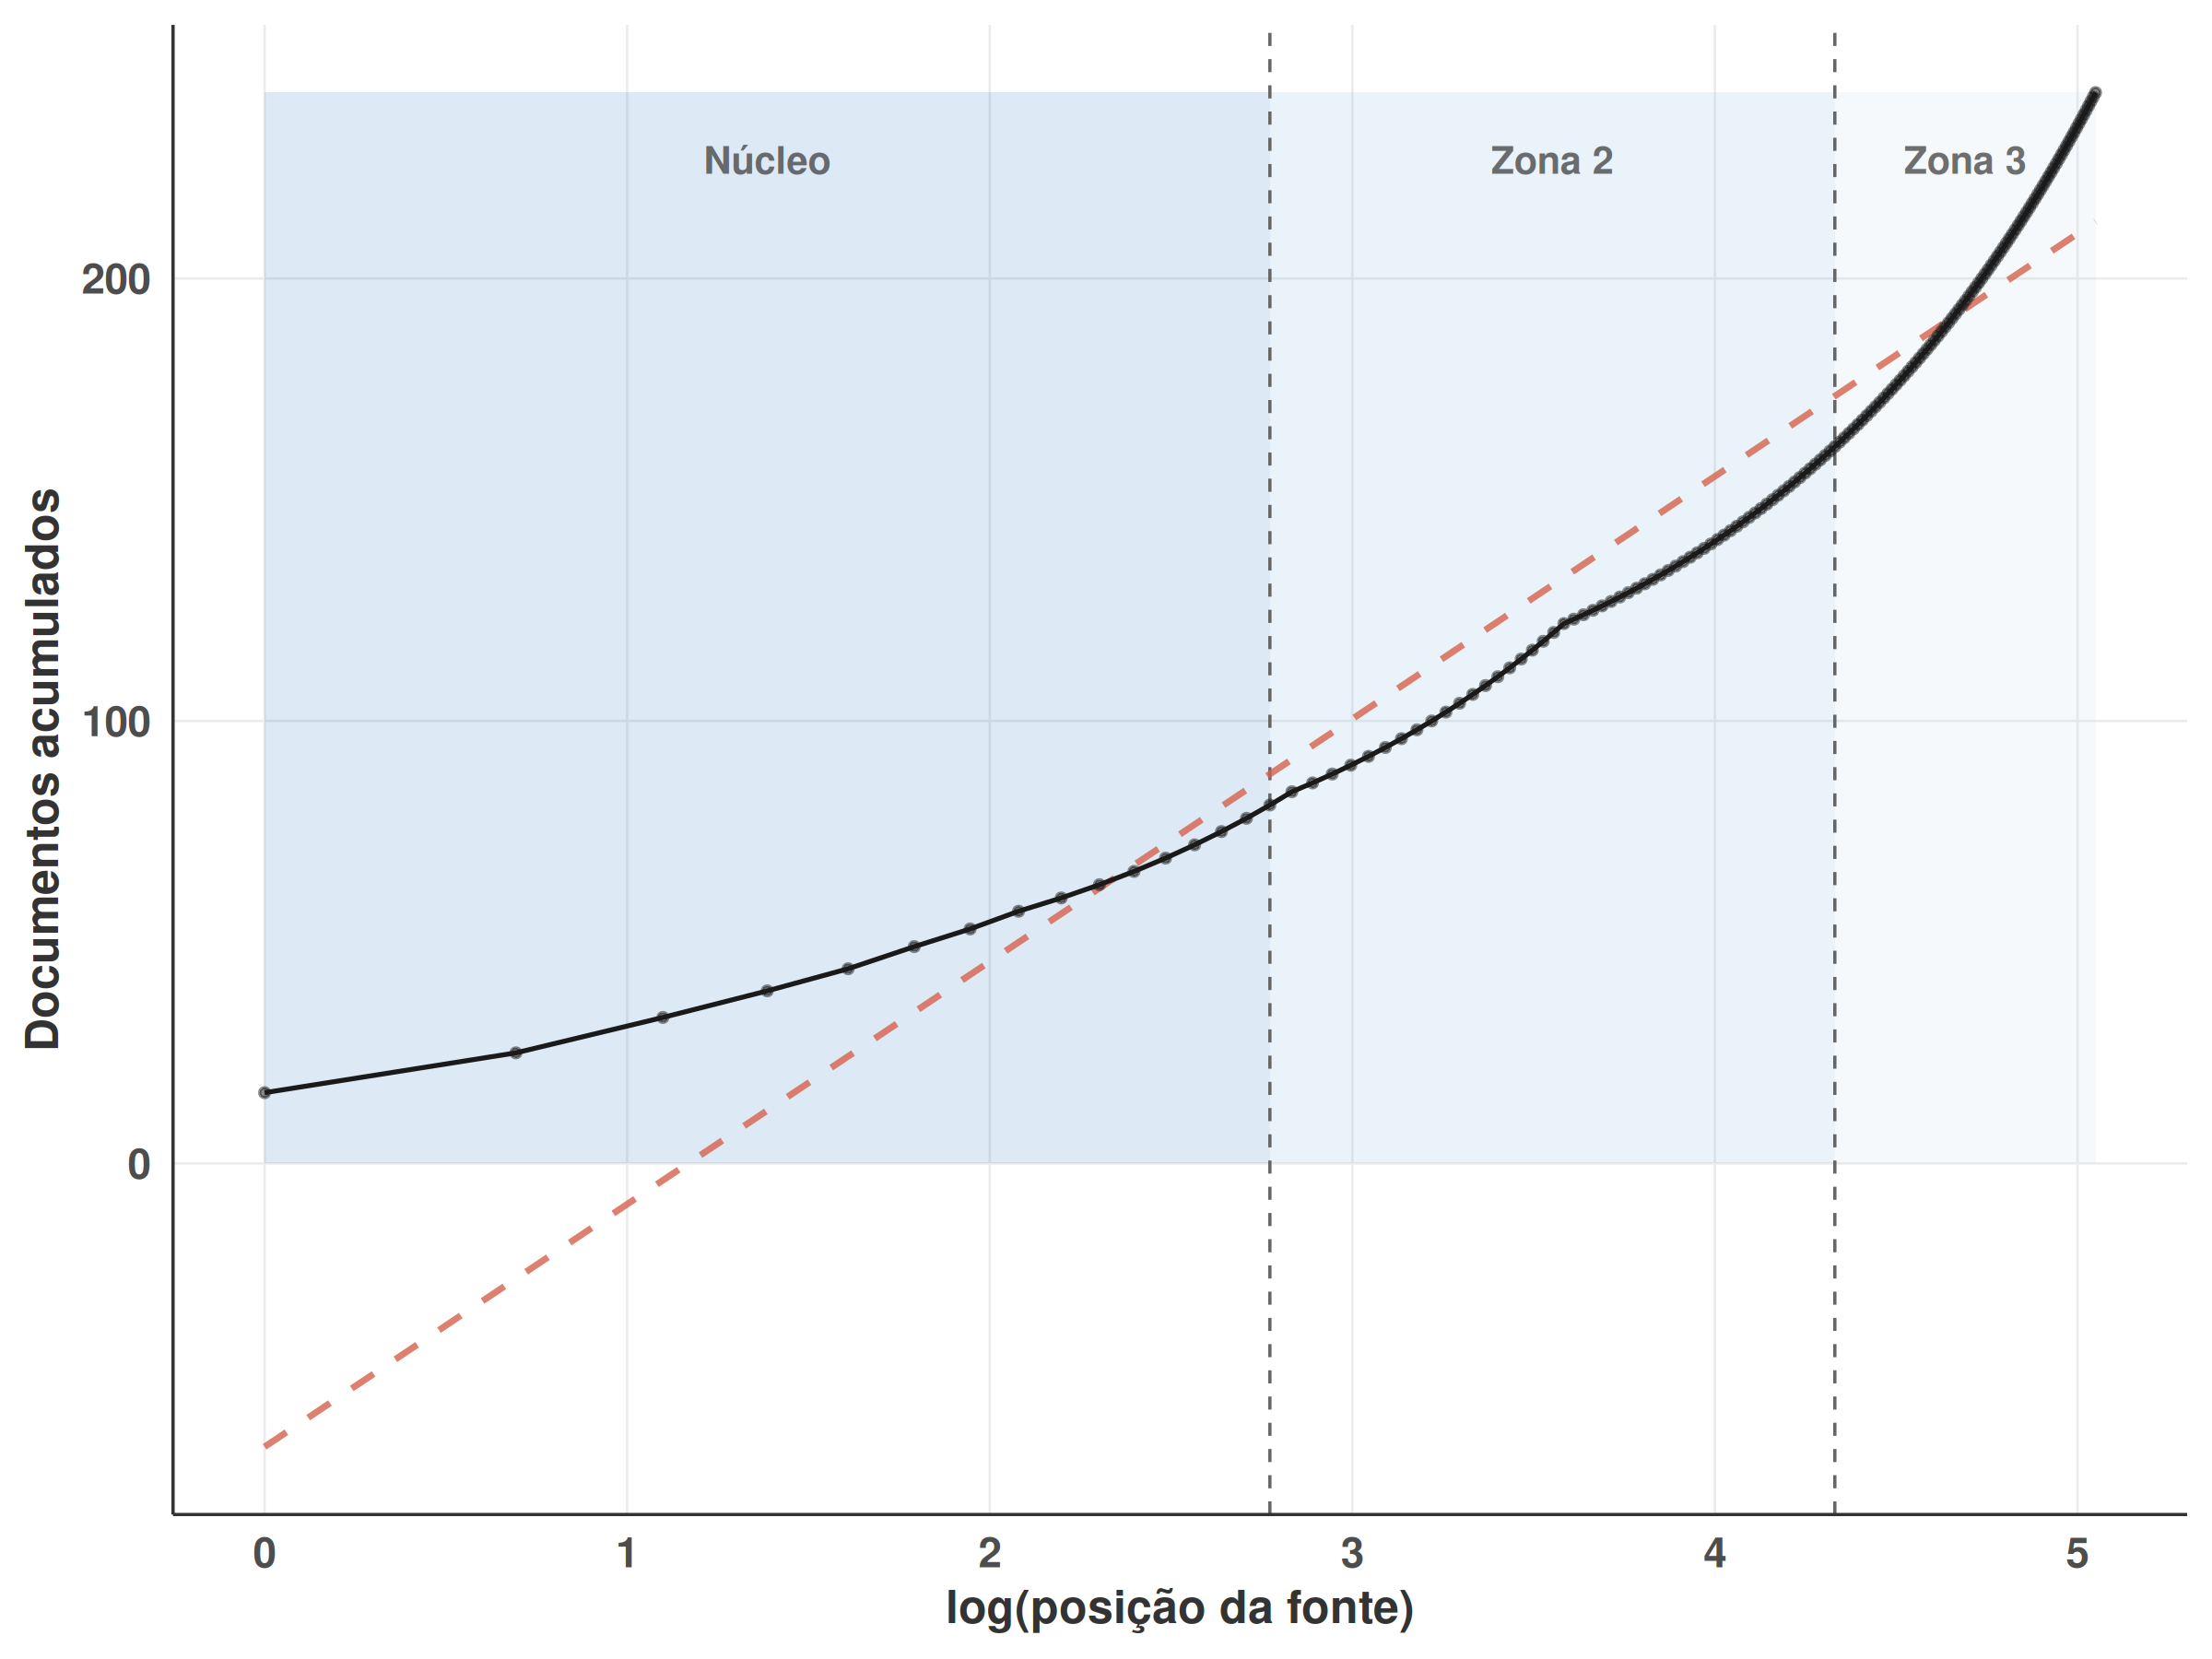 Núcleo
Zona 2
Zona 3
200
100
0
Documentos acumulados
0
1
2
3
4
5
log(posição da fonte)